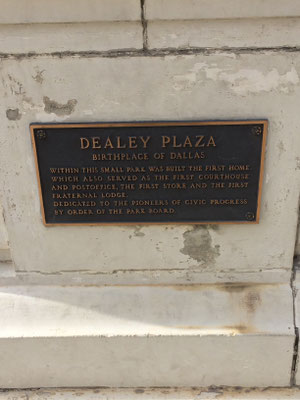 DEALEY PLAZA
BIRTHPLACE OF DALLAS
WITHIN THIS SMALL PARK WAS BUILT THE FIRST HOME
WHICH ALSO SERVED AS THE FIRST COURTHOUSE
AND POSTOFFICE, THE FIRST STORE AND THE FIRST
FRATERNAL LODGE.
DEDICATED TO THE PIONEERS OF CIVIC PROGRESS
BY ORDER OF THE PARK BOARD.